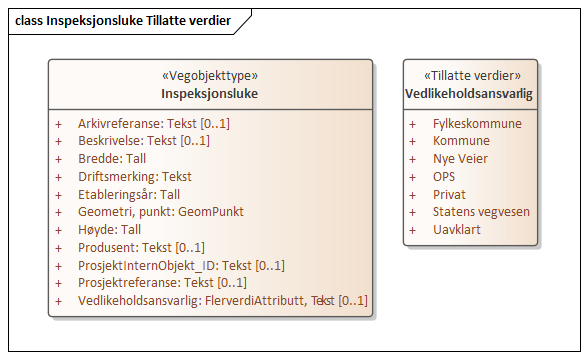 class Inspeksjonsluke Tillatte verdier
«Vegobjekttype»
Inspeksjonsluke
+ Arkivreferanse: Tekst [0..1]
+ Beskrivelse: Tekst [0..1]
+ Bredde: Tall
+ Driftsmerking: Tekst
+ Etableringsår: Tall
+ Geometri, punkt: GeomPunkt
+ Høyde: Tall
+ Produsent: Tekst [0..1]
+ ProsjektInternObjekt_ID: Tekst [0..1]
+ Prosjektreferanse: Tekst [0..1]
+ Vedlikeholdsansvarlig: FlerverdiAttributt, Tekst [0..1]
«Tillatte verdier»
Vedlikeholdsansvarlig
+ Fylkeskommune
+ Kommune
+ Nye Veier
+ OPS
+ Privat
+ Statens vegvesen
+ Uavklart